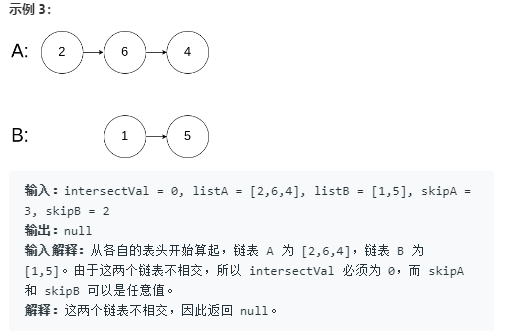 示例 3：
A: 2 6 4
B: 1 5
输入：intersectVal = 0, listA = [2,6,4], listB = [1,5], skipA =
3, skipB = 2
输出：null
输入解释：从各自的表头开始算起，链表 A 为 [2,6,4]，链表 B 为
[1,5]。由于这两个链表不相交，所以 intersectVal 必须为 0，而 skipA
和 skipB 可以是任意值。
解释：这两个链表不相交，因此返回 null。